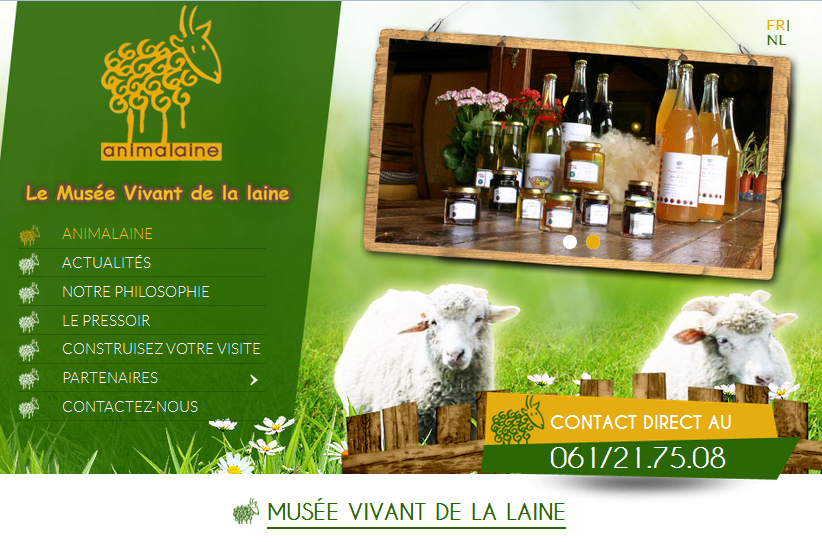 FR|
NL
animalaine
Le Musée Vivant de la laine
ANIMALAINE
ACTUALITÉS
NOTRE PHILOSOPHIE
LE PRESSOIR
CONSTRUISEZ VOTRE VISITE
PARTENAIRES
CONTACTEZ-NOUS
CONTACT DIRECT AU
061/21.75.08
MUSÉE VIVANT DE LA LAINE